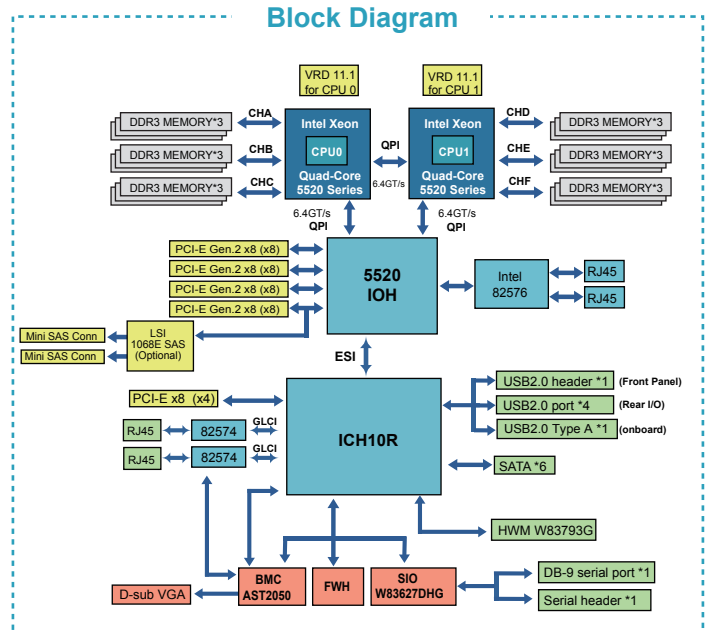 Block Diagram
VRD 11.1
for CPU 0
VRD 11.1
for CPU 1
DDR3 MEMORY*3
CHA
DDR3 MEMORY*3
CHB
DDR3 MEMORY*3
CHC
Intel Xeon
CPU0
Quad-Core
5520 Series
QPI
6.4GT/s
Intel Xeon
CPU1
Quad-Core
5520 Series
CHD
DDR3 MEMORY*3
CHE
DDR3 MEMORY*3
CHF
DDR3 MEMORY*3
6.4GT/s
QPI
6.4GT/s
QPI
PCI-E Gen.2 x8 (x8)
PCI-E Gen.2 x8 (x8)
PCI-E Gen.2 x8 (x8)
PCI-E Gen.2 x8 (x8)
5520
IOH
Intel
82576
RJ45
RJ45
Mini SAS Conn
Mini SAS Conn
LSI
1068E SAS
(Optional)
ESI
PCI-E x8 (x4)
RJ45
82574
GLCI
RJ45
82574
GLCI
ICH10R
USB2.0 header *1 (Front Panel)
USB2.0 port *4 (Rear I/O)
USB2.0 Type A *1 (onboard)
SATA *6
HWM W83793G
D-sub VGA
BMC
AST2050
FWH
SIO
W83627DHG
DB-9 serial port *1
Serial header *1